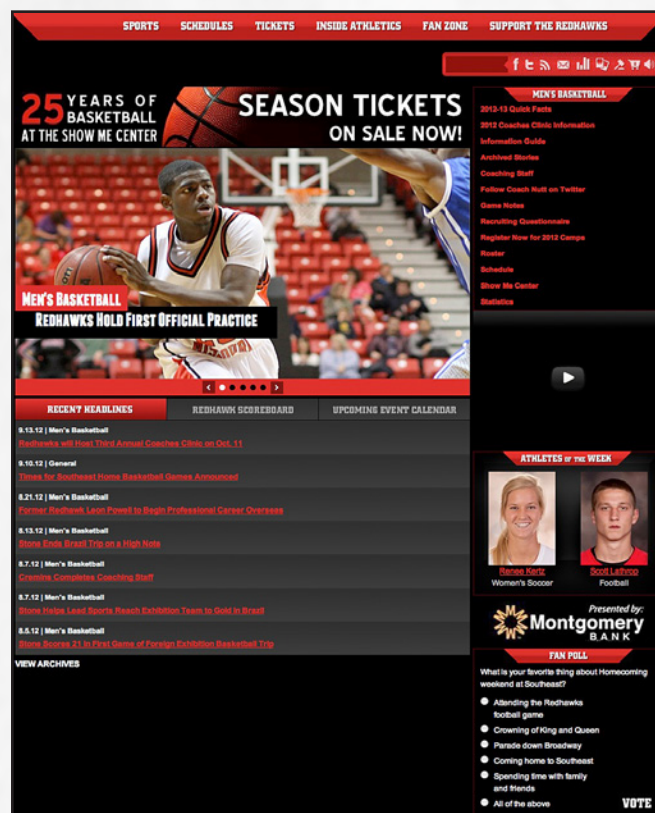 SPORTS SCHEDULES TICKETS INSIDE ATHLETICS FAN ZONE SUPPORT THE REDHAWKS
25 YEARS OF
BASKETBALL
AT THE SHOW ME CENTER
SEASON TICKETS
ON SALE NOW!
MEN'S BASKETBALL
REDHAWKS HOLD FIRST OFFICIAL PRACTICE
MEN'S BASKETBALL
2012-13 Quick Facts
2012 Coaches Clinic Information
Information Guide
Archived Stories
Coaching Staff
Follow Coach Nutt on Twitter
Game Notes
Recruiting Questionnaire
Register Now for 2012 Camps
Roster
Schedule
Show Me Center
Statistics
RECENT HEADLINES REDHAWK SCOREBOARD UPCOMING EVENT CALENDAR
9.13.12 | Men's Basketball
Redhawks will Host Third Annual Coaches Clinic on Oct. 11
9.10.12 | General
Times for Southeast Home Basketball Games Announced
8.21.12 | Men's Basketball
Former Redhawk Leon Powell to Begin Professional Career Overseas
8.13.12 | Men's Basketball
Stone Ends Brazil Trip on a High Note
8.7.12 | Men's Basketball
Cremins Completes Coaching Staff
8.7.12 | Men's Basketball
Stone Helps Lead Sports Reach Exhibition Team to Gold in Brazil
8.5.12 | Men's Basketball
Stone Scores 21 in First Game of Foreign Exhibition Basketball Trip
VIEW ARCHIVES
ATHLETES OF THE WEEK
Renee Kertz
Women's Soccer
Scott Lathrop
Football
Presented by:
Montgomery
BANK
FAN POLL
What is your favorite thing about Homecoming
weekend at Southeast?
Attending the Redhawks
football game
Crowning of King and Queen
Parade down Broadway
Coming home to Southeast
Spending time with family
and friends
All of the above
VOTE